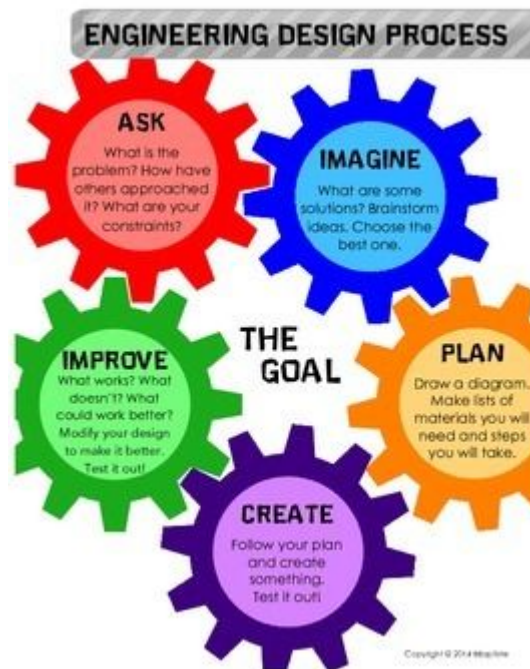 ENGINEERING DESIGN PROCESS
ASK
What is the
problem? How have
others approached
it? What are your
constraints?
IMAGINE
What are some
solutions? Brainstorm
ideas. Choose the
best one.
PLAN
Draw a diagram.
Make lists of
materials you will
need and steps
you will take.
CREATE
Follow your plan
and create
something.
Test it out!
IMPROVE
What works? What
doesn't? What
could work better?
Modify your design
to make it better.
Test it out!
THE
GOAL
Copyright © 2014